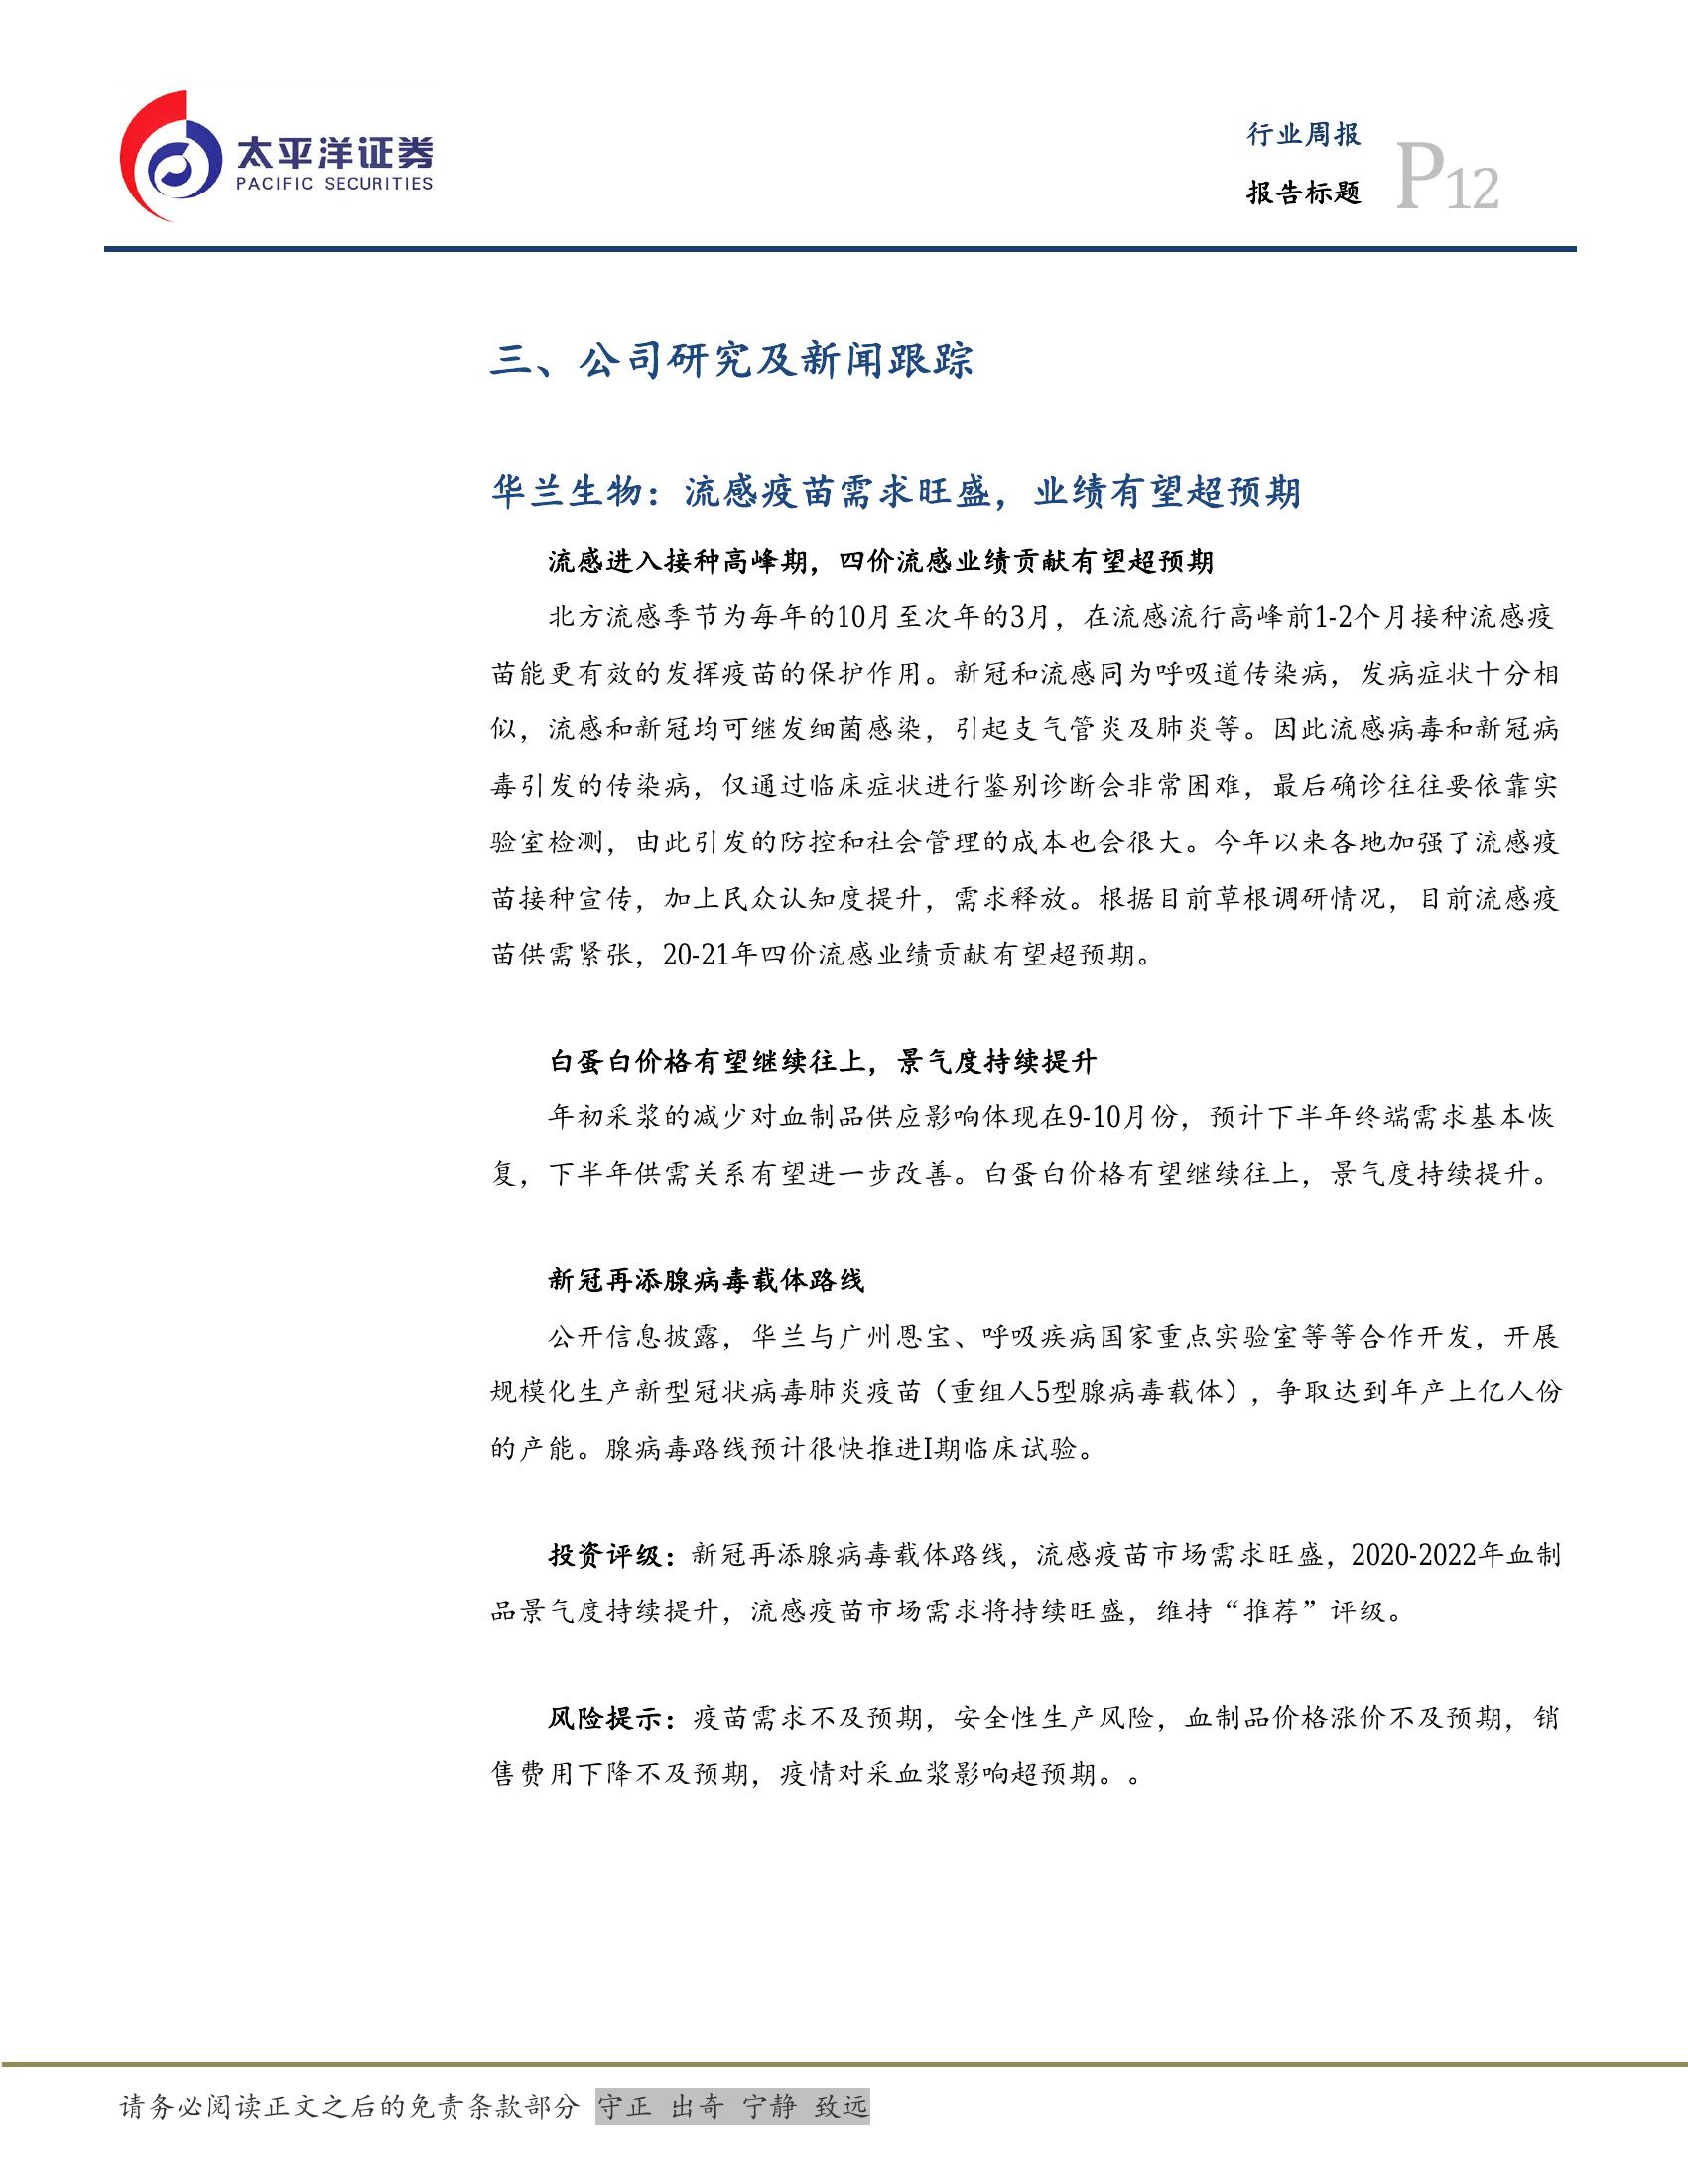 太平洋证券
PACIFIC SECURITIES
行业周报
报告标题
P12
三、公司研究及新闻跟踪
华兰生物：流感疫苗需求旺盛，业绩有望超预期
流感进入接种高峰期，四价流感业绩贡献有望超预期
北方流感季节为每年的10月至次年的3月，在流感流行高峰前1-2个月接种流感疫
苗能更有效的发挥疫苗的保护作用。新冠和流感同为呼吸道传染病，发病症状十分相
似，流感和新冠均可继发细菌感染，引起支气管炎及肺炎等。因此流感病毒和新冠病
毒引发的传染病，仅通过临床症状进行鉴别诊断会非常困难，最后确诊往往要依靠实
验室检测，由此引发的防控和社会管理的成本也会很大。今年以来各地加强了流感疫
苗接种宣传，加上民众认知度提升，需求释放。根据目前草根调研情况，目前流感疫
苗供需紧张，20-21年四价流感业绩贡献有望超预期。
白蛋白价格有望继续往上，景气度持续提升
年初采浆的减少对血制品供应影响体现在9-10月份，预计下半年终端需求基本恢
复，下半年供需关系有望进一步改善。白蛋白价格有望继续往上，景气度持续提升。
新冠再添腺病毒载体路线
公开信息披露，华兰与广州恩宝、呼吸疾病国家重点实验室等等合作开发，开展
规模化生产新型冠状病毒肺炎疫苗（重组人5型腺病毒载体），争取达到年产上亿人份
的产能。腺病毒路线预计很快推进I期临床试验。
投资评级：新冠再添腺病毒载体路线，流感疫苗市场需求旺盛，2020-2022年血制
品景气度持续提升，流感疫苗市场需求将持续旺盛，维持“推荐”评级。
风险提示：疫苗需求不及预期，安全性生产风险，血制品价格涨价不及预期，销
售费用下降不及预期，疫情对采血浆影响超预期。。
请务必阅读正文之后的免责条款部分 守正 出奇 宁静 致远